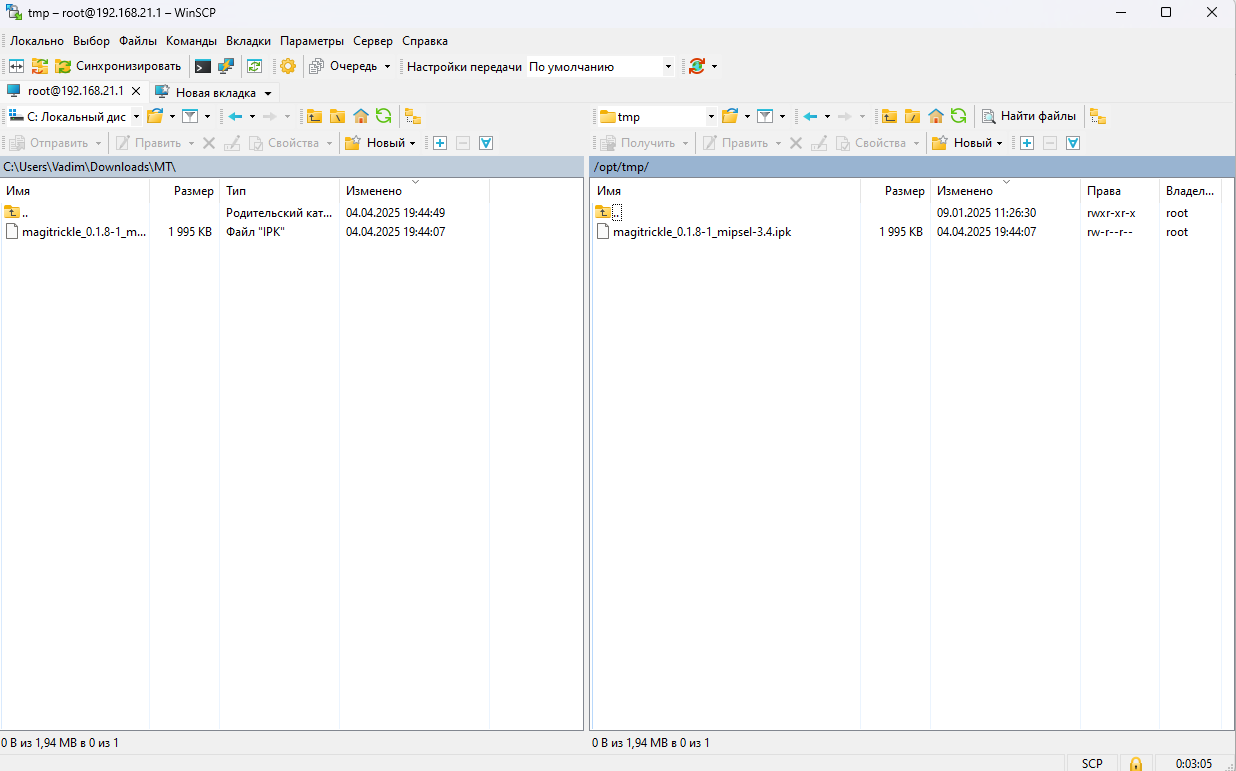 tmp – root@192.168.21.1 – WinSCP
Локально Выбор Файлы Команды Вкладки Параметры Сервер Справка
Синхронизировать Очередь Настройки передачи По умолчанию
root@192.168.21.1 Новая вкладка
C: Локальный дис
tmp Найти файлы
Отправить Править Свойства Новый
Получить Править Свойства Новый
C:\Users\Vadim\Downloads\MT\
/opt/tmp/
Имя Размер Тип Изменено
.. Родительский кат... 04.04.2025 19:44:49
magitrickle_0.1.8-1_m... 1 995 KB Файл "IPK" 04.04.2025 19:44:07
Имя Размер Изменено Права Владел...
.. 09.01.2025 11:26:30 rwxr-xr-x root
magitrickle_0.1.8-1_mipsel-3.4.ipk 1 995 KB 04.04.2025 19:44:07 rw-r--r-- root
0 B из 1,94 MB в 0 из 1
0 B из 1,94 MB в 0 из 1
SCP 0:03:05